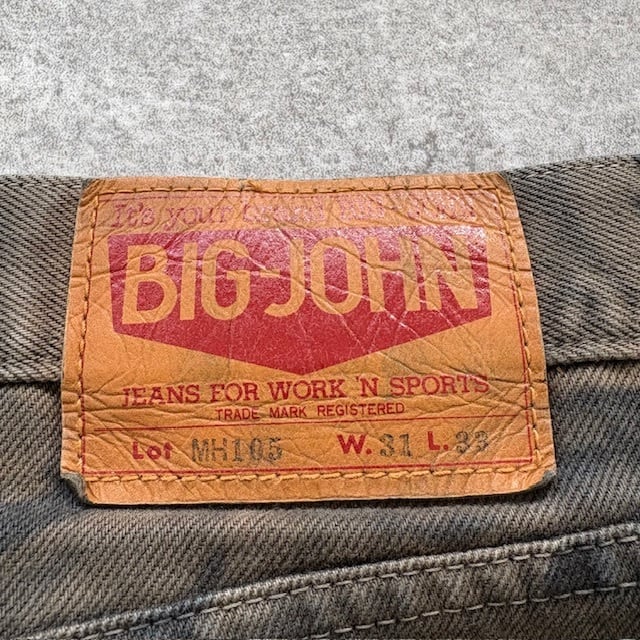 It's your
BIG-JOHN
JEANS FOR WORK 'N SPORTS
TRADE MARK REGISTERED
Lot MH105 W.31 L.33